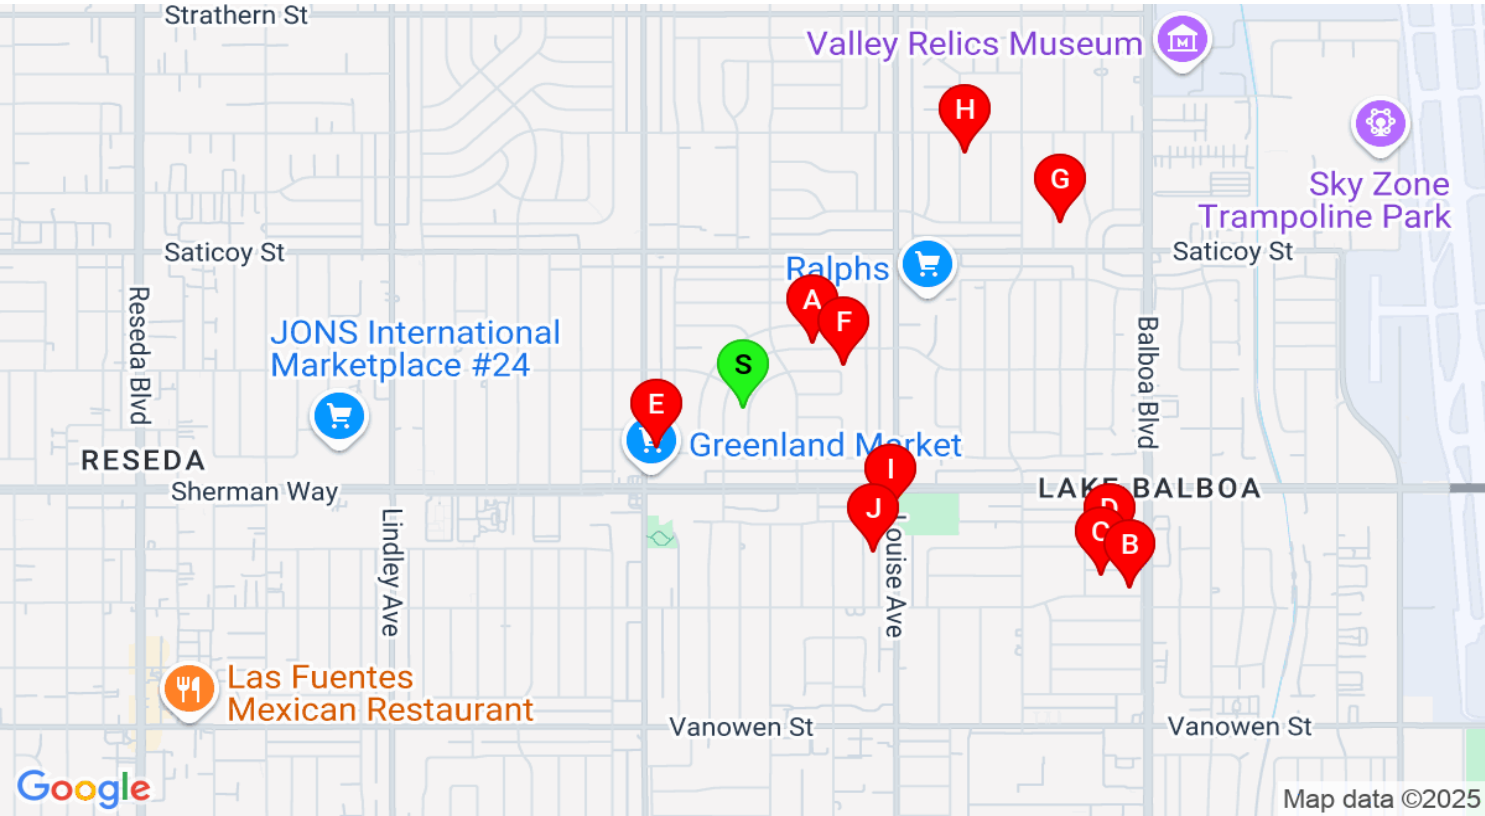 Strathern St
Valley Relics Museum
H
G
Sky Zone
Trampoline Park
Saticoy St
Saticoy St
Ralphs
A
F
Reseda Blvd
JONS International
Marketplace #24
Balboa Blvd
S
E
Greenland Market
RESEDA
I
Sherman Way
LAKE BALBOA
J
D
C
B
Lindley Ave
Louise Ave
Las Fuentes
Mexican Restaurant
Vanowen St
Vanowen St
Google
Map data ©2025